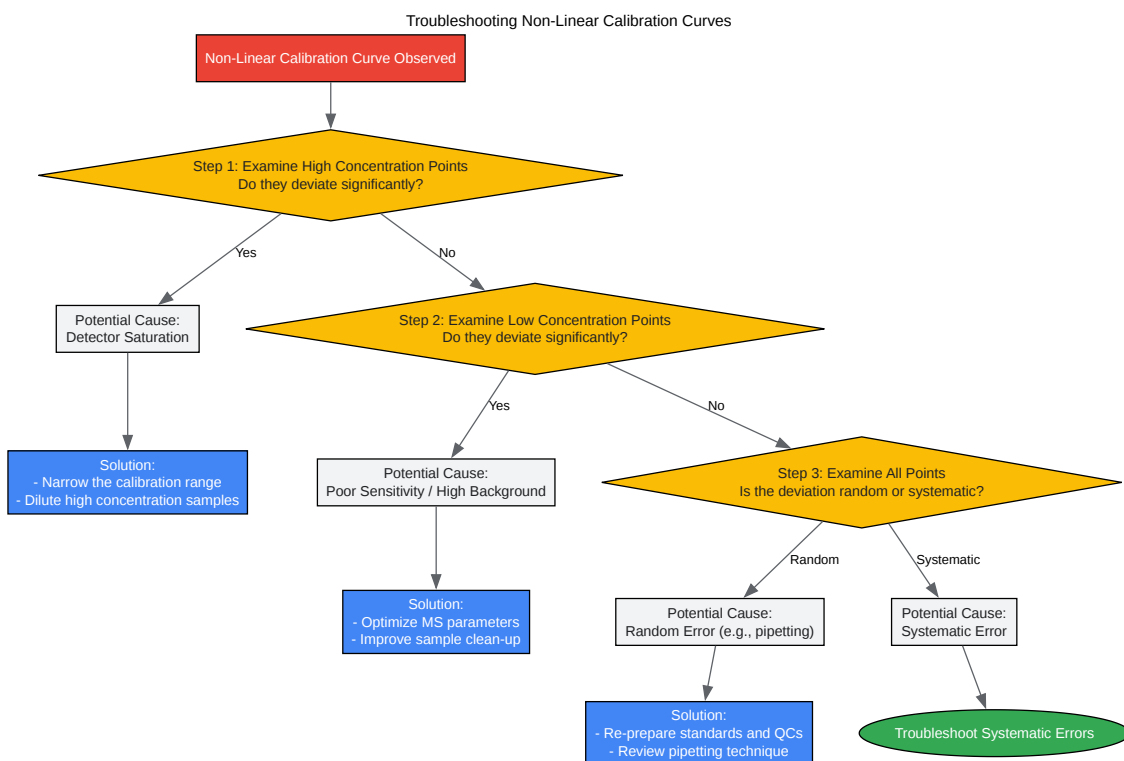 Troubleshooting Non-Linear Calibration Curves
Non-Linear Calibration Curve Observed
Step 1: Examine High Concentration Points
Do they deviate significantly?
Yes
No
Potential Cause:
Detector Saturation
Step 2: Examine Low Concentration Points
Do they deviate significantly?
Solution:
- Narrow the calibration range
- Dilute high concentration samples
Yes
No
Potential Cause:
Poor Sensitivity / High Background
Step 3: Examine All Points
Is the deviation random or systematic?
Solution:
- Optimize MS parameters
- Improve sample clean-up
Random
Systematic
Potential Cause:
Random Error (e.g., pipetting)
Potential Cause:
Systematic Error
Solution:
- Re-prepare standards and QCs
- Review pipetting technique
Troubleshoot Systematic Errors